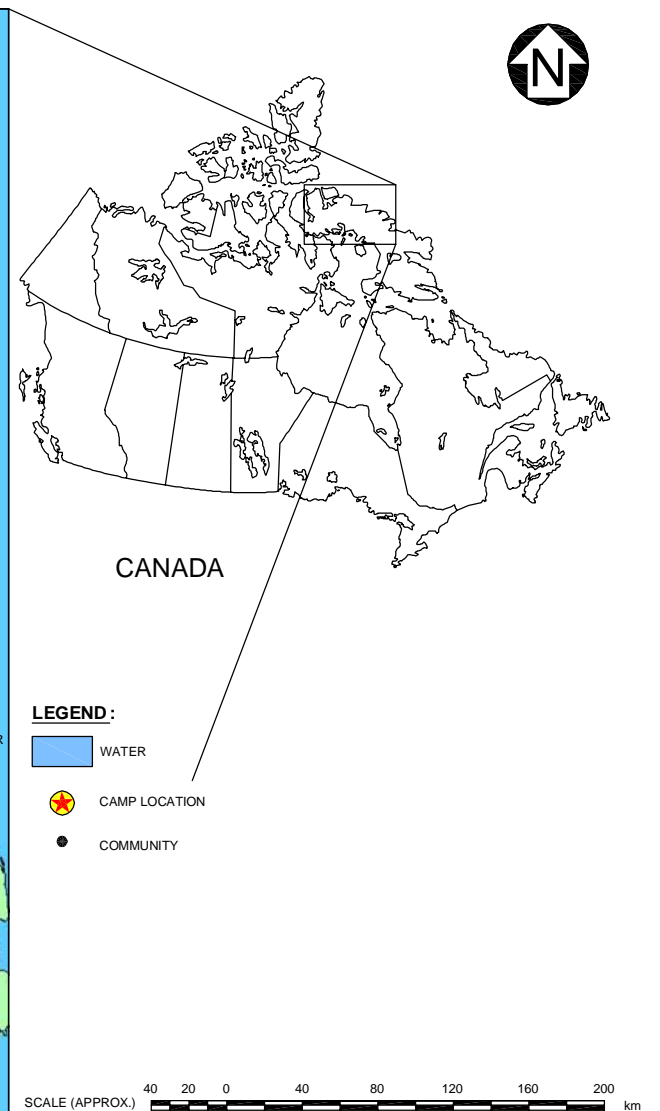 N
CANADA
LEGEND :
WATER
CAMP LOCATION
COMMUNITY
SCALE (APPROX.) 40 20 0 40 80 120 160 200 km